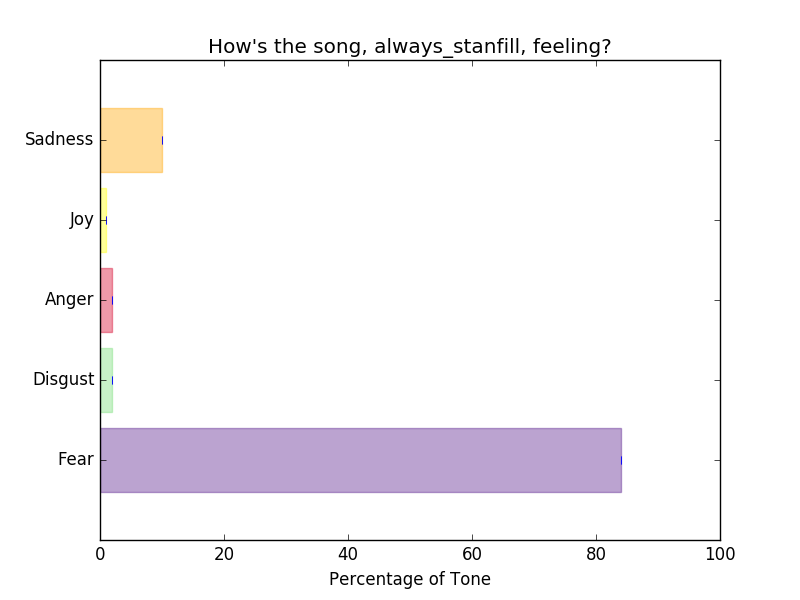 How's the song, always_stanfill, feeling?
Sadness
Joy
Anger
Disgust
Fear
0 20 40 60 80 100
Percentage of Tone